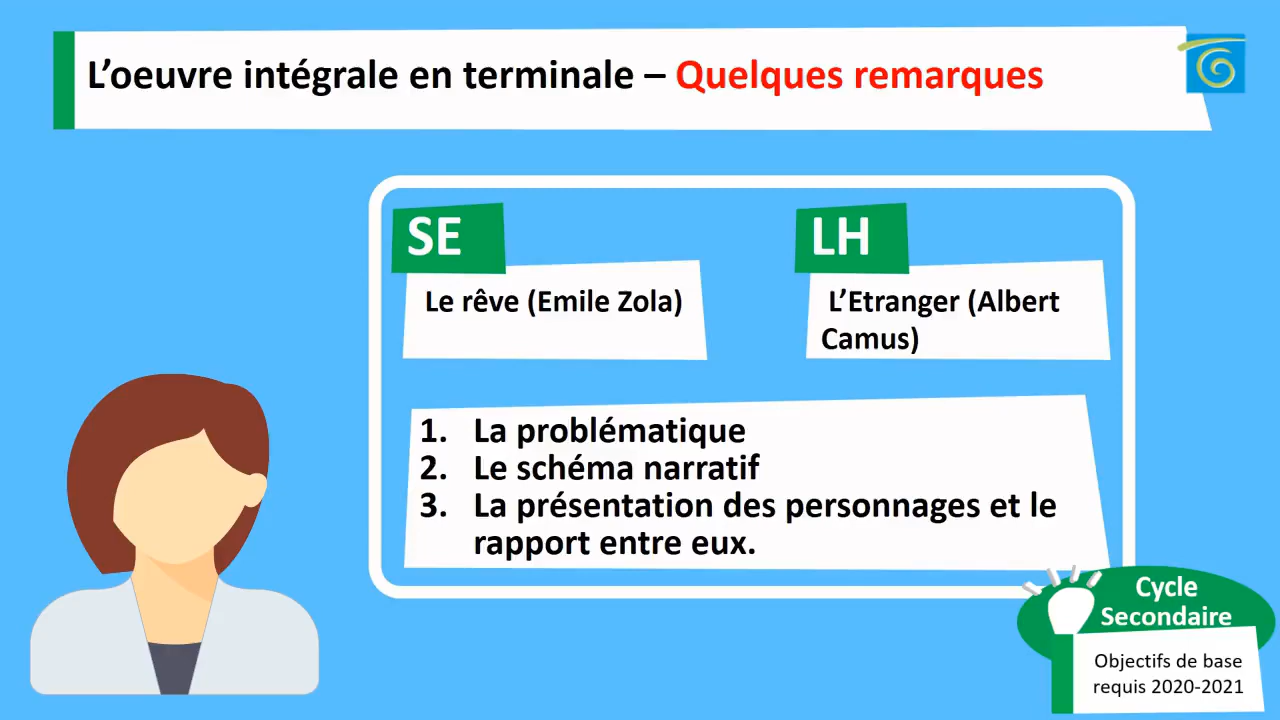 L’oeuvre intégrale en terminale – Quelques remarques
SE
Le rêve (Emile Zola)
LH
L’Etranger (Albert
Camus)
1. La problématique
2. Le schéma narratif
3. La présentation des personnages et le
rapport entre eux.
Cycle
Secondaire
Objectifs de base
requis 2020-2021